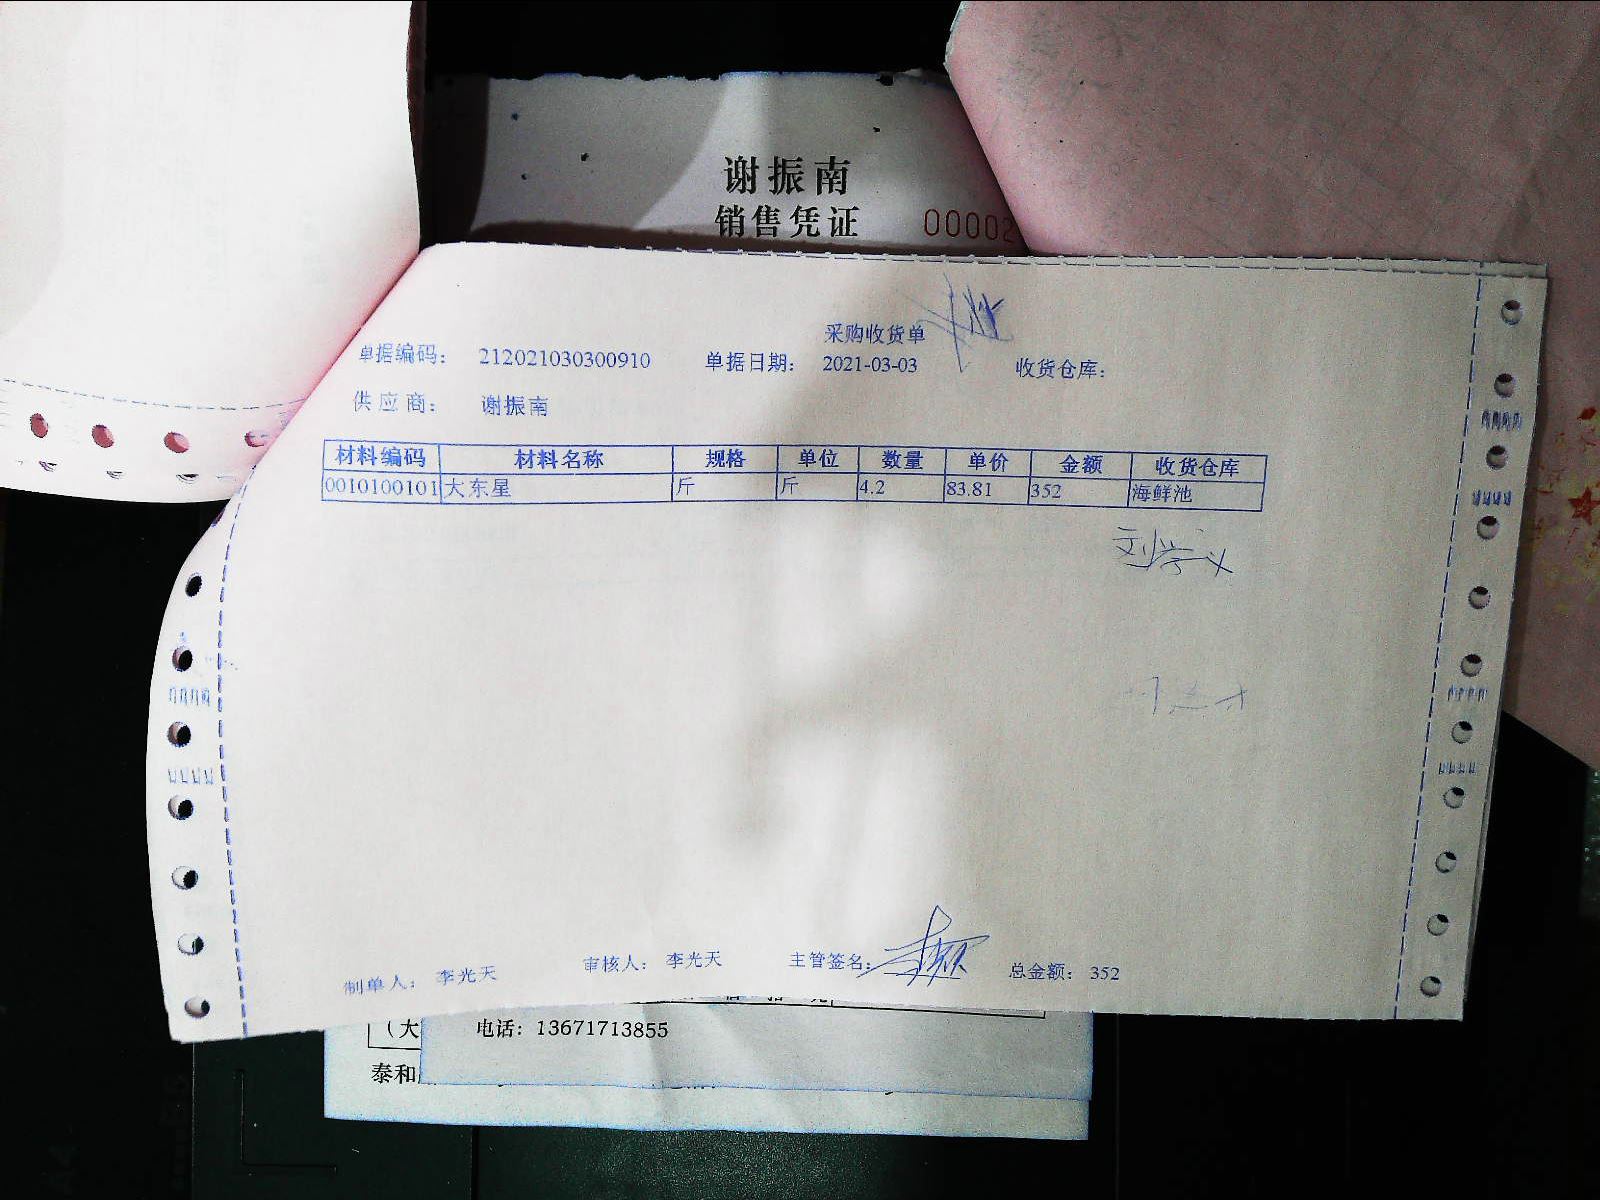 谢振南
销售凭证 00002
采购收货单
单据编码： 212021030300910 单据日期： 2021-03-03 收货仓库：
供应商： 谢振南
材料编码 材料名称 规格 单位 数量 单价 金额 收货仓库
0010100101 大东星 斤 斤 4.2 83.81 352 海鲜池
刘学义
制单人： 李光天 审核人： 李光天 主管签名： 总金额： 352
（大
电话：13671713855
泰和